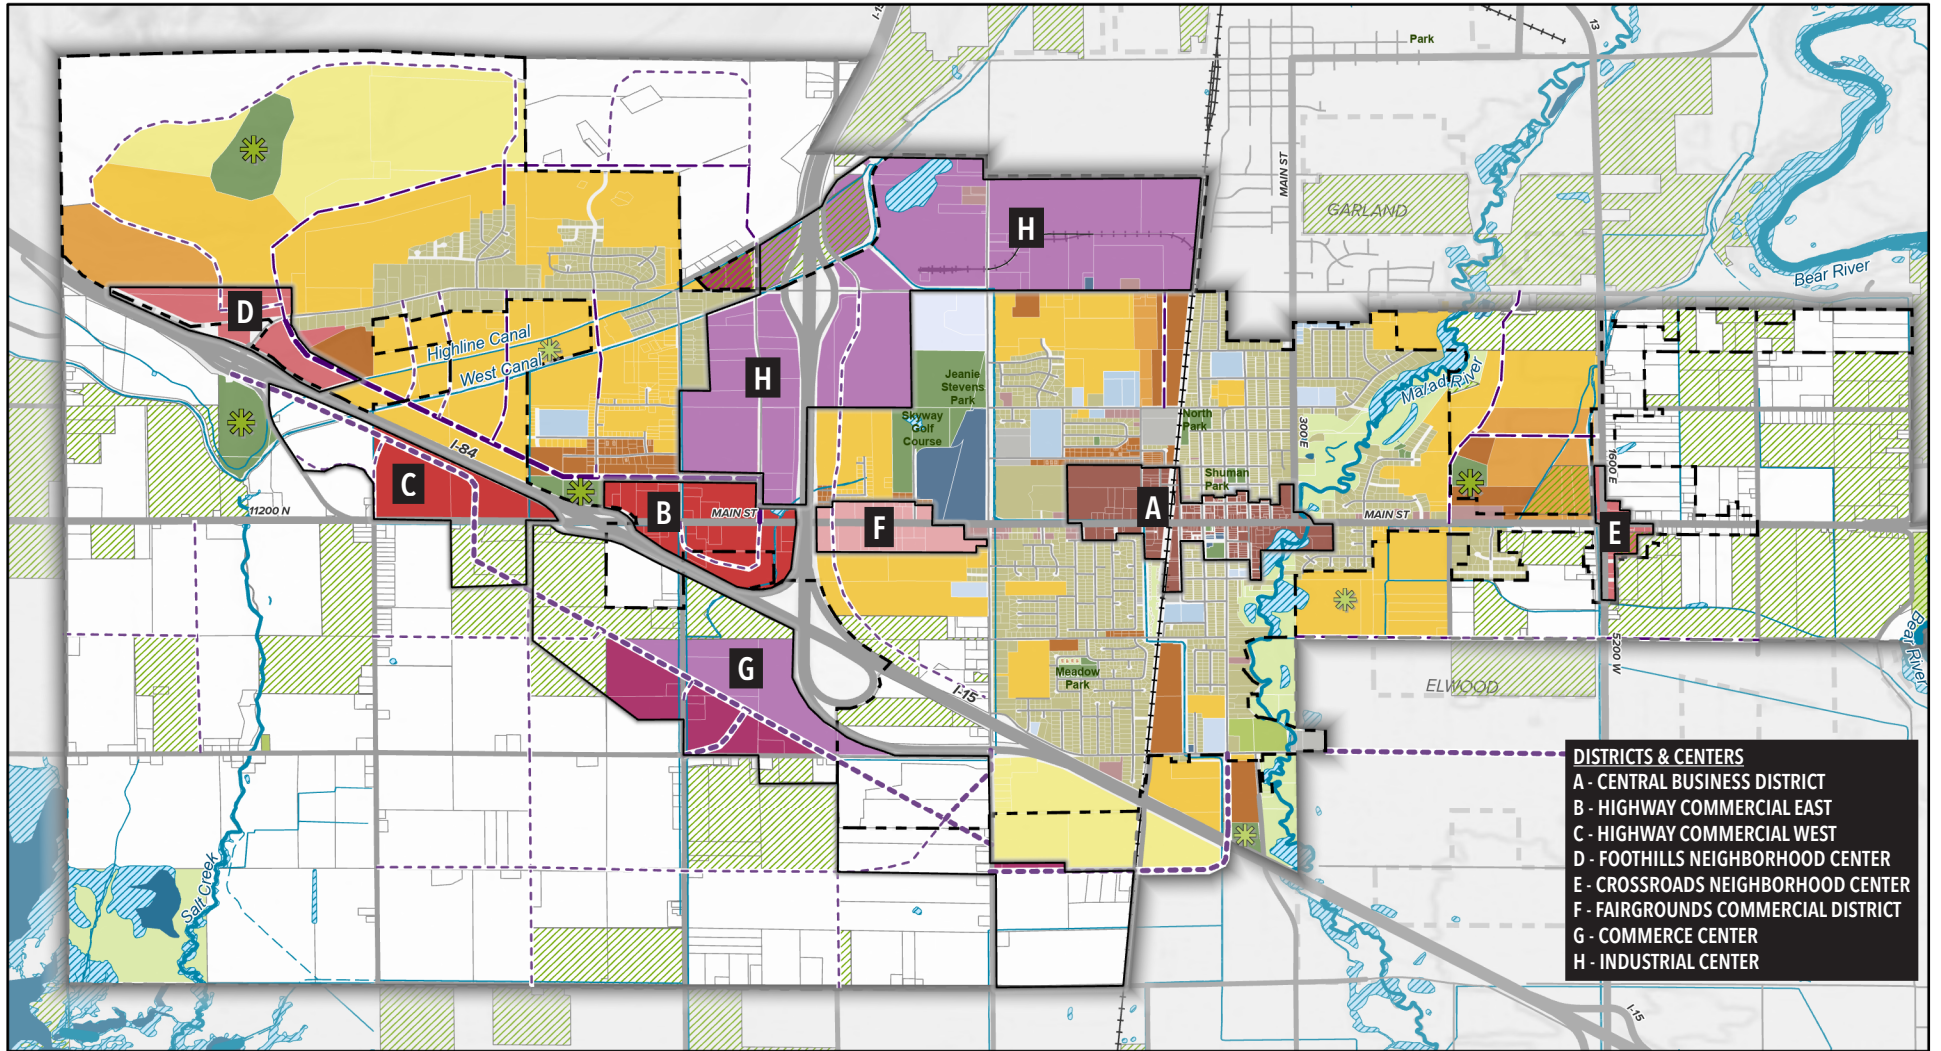 I-15
13
Park
MAIN ST
GARLAND
H
Bear River
D
Highline Canal
West Canal
H
Jeanie
Stevens
Park
Skyway
Golf
Course
North
Park
300 E
Malad River
I-84
C
Shuman
Park
1600 E
11200 N
B
MAIN ST
F
A
MAIN ST
E
G
Meadow
Park
I-15
ELWOOD
5200 W
Bear River
Salt Creek
DISTRICTS & CENTERS
A - CENTRAL BUSINESS DISTRICT
B - HIGHWAY COMMERCIAL EAST
C - HIGHWAY COMMERCIAL WEST
D - FOOTHILLS NEIGHBORHOOD CENTER
E - CROSSROADS NEIGHBORHOOD CENTER
F - FAIRGROUNDS COMMERCIAL DISTRICT
G - COMMERCE CENTER
H - INDUSTRIAL CENTER
I-15